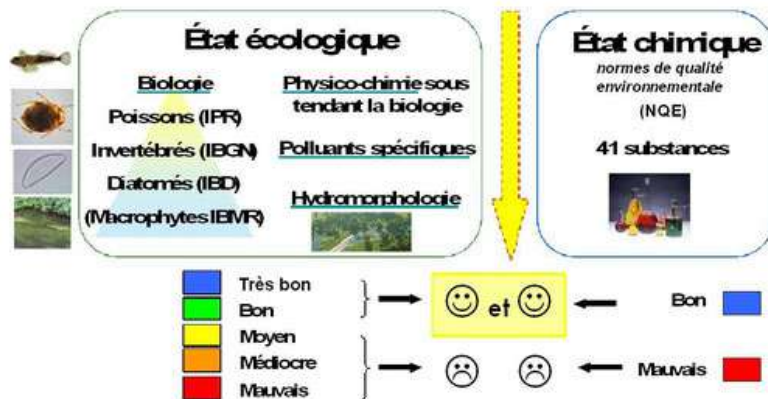 État écologique
Biologie
Poissons (IPR)
Invertébrés (IBGN)
Diatomés (IBD)
(Macrophytes IBMR)
Physico-chimie sous
tendant la biologie
Polluants spécifiques
Hydromorphologie
État chimique
normes de qualité
environnementale
(NQE)
41 substances
Très bon
Bon
Moyen
Médiocre
Mauvais
et
Bon
Mauvais